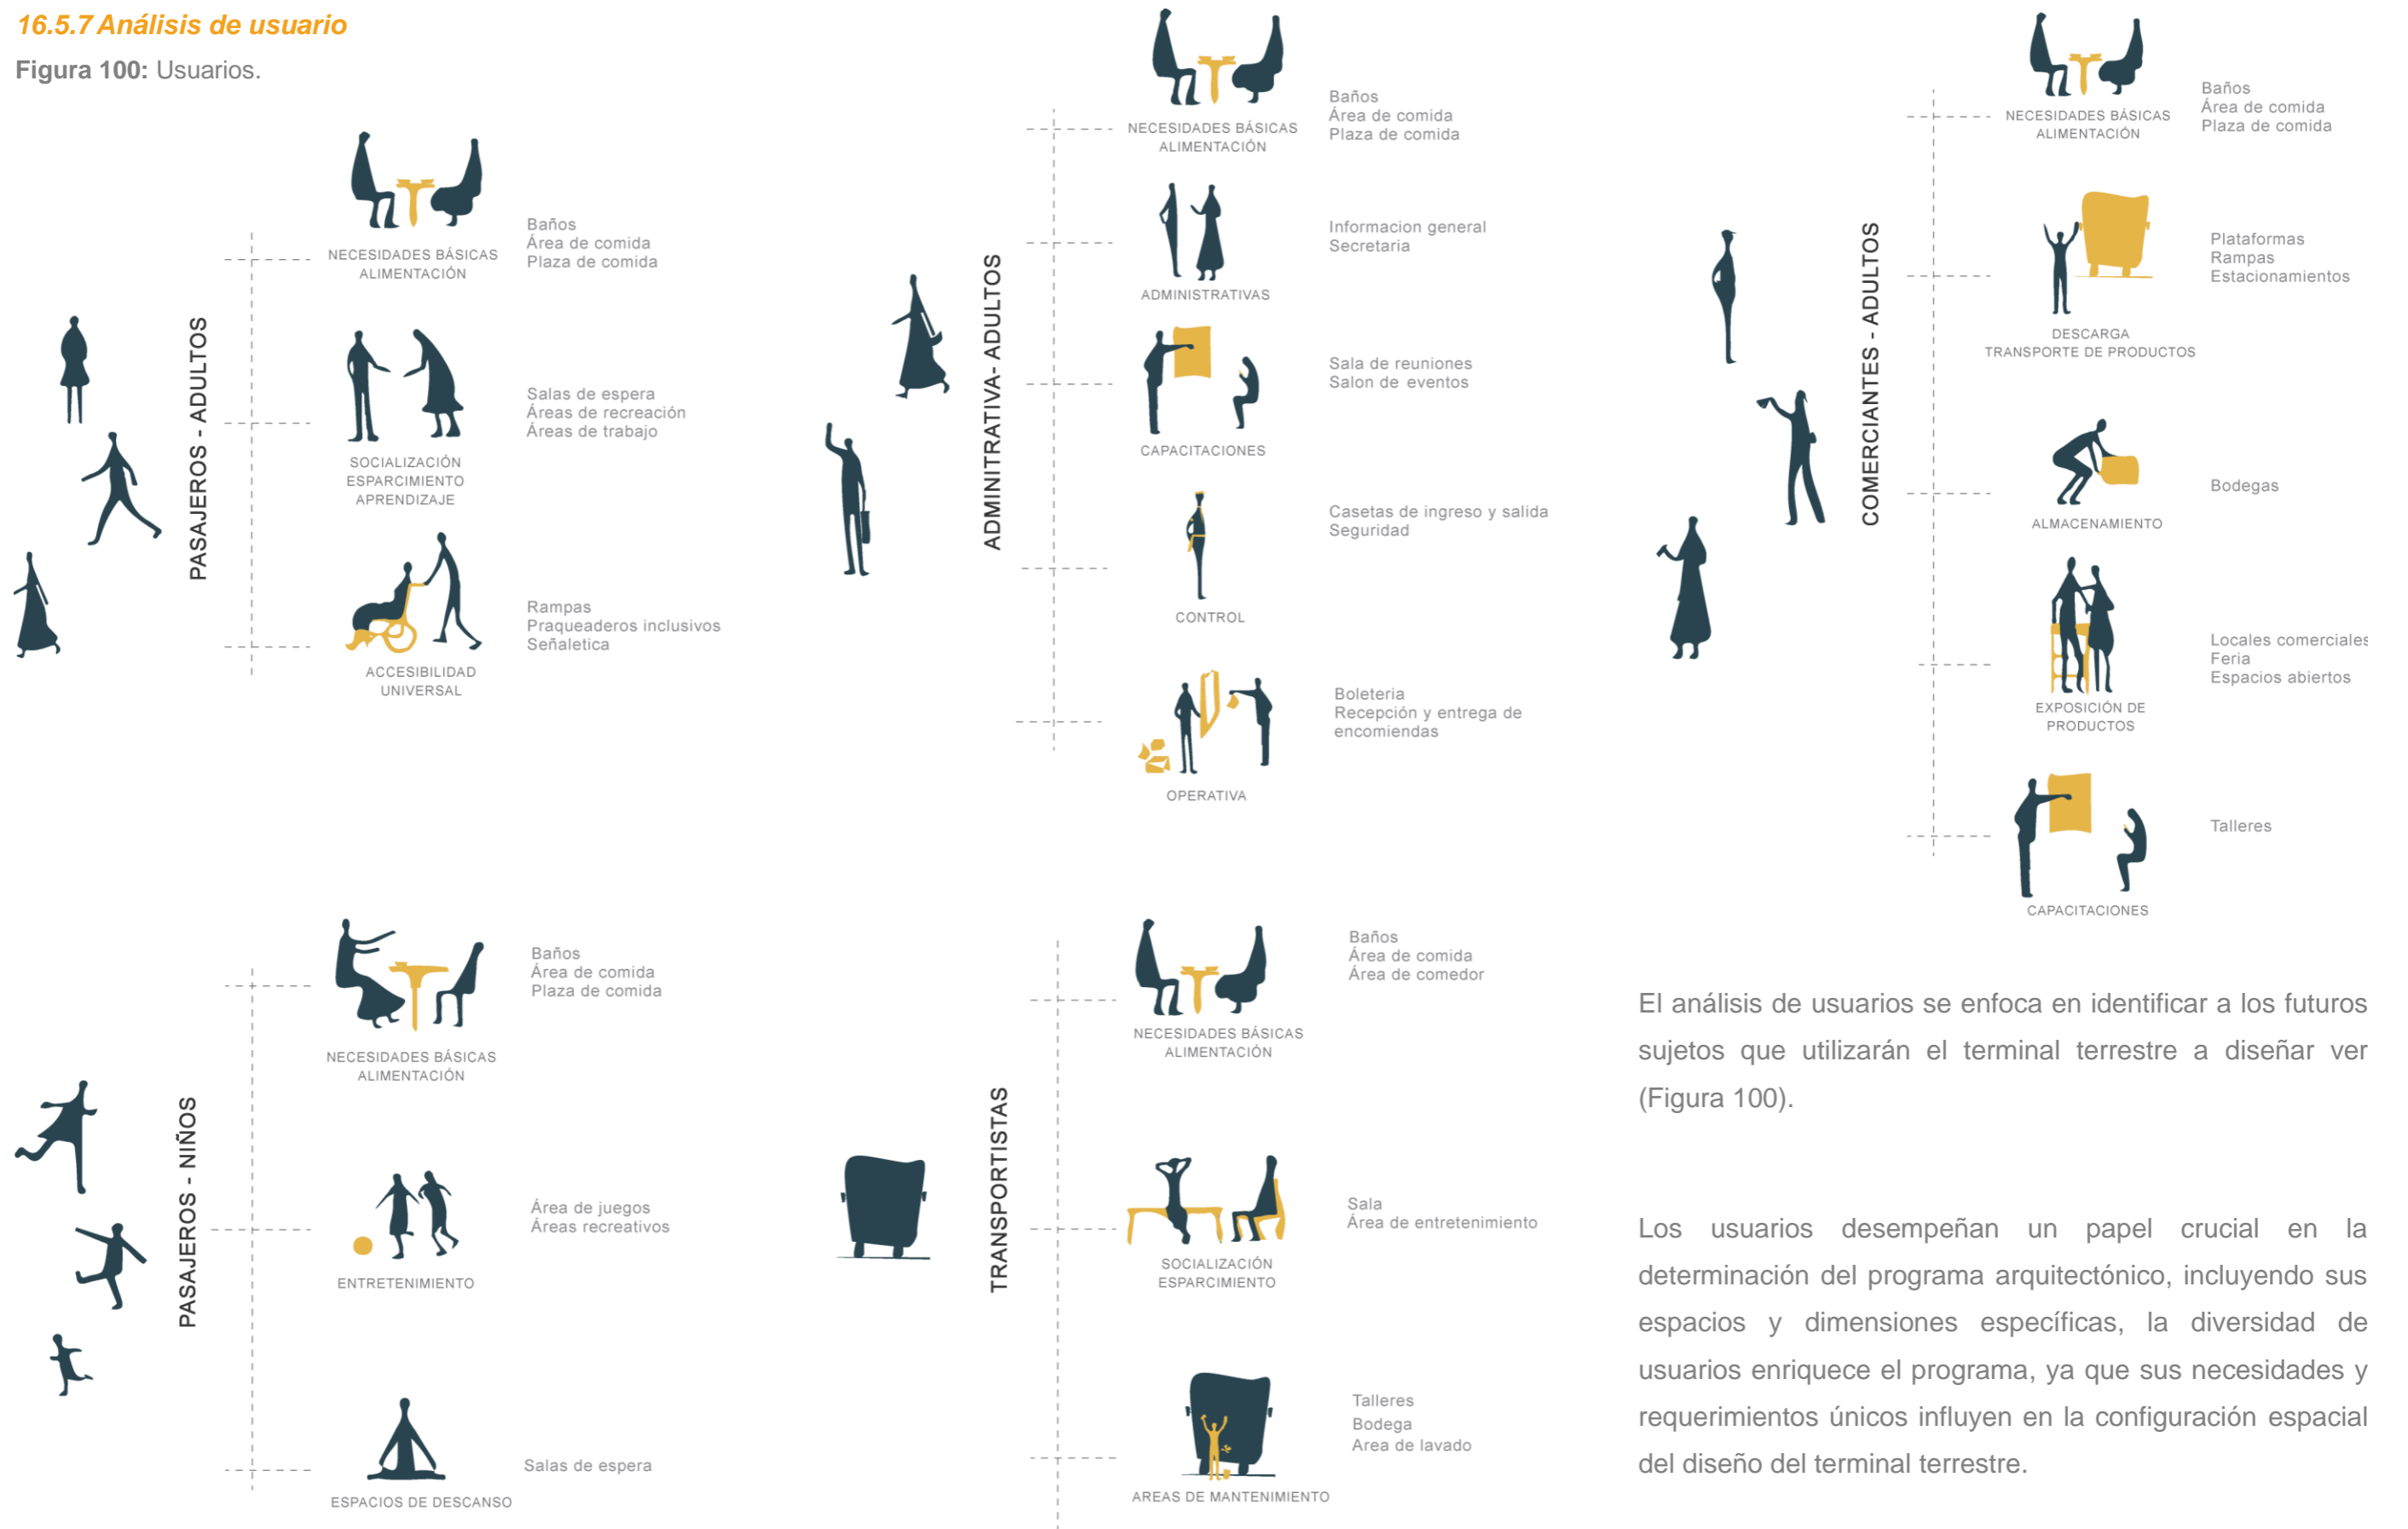 16.5.7 Análisis de usuario
Figura 100: Usuarios.
PASAJEROS - ADULTOS
NECESIDADES BÁSICAS
ALIMENTACIÓN
Baños
Área de comida
Plaza de comida
SOCIALIZACIÓN
ESPARCIMIENTO
APRENDIZAJE
Salas de espera
Áreas de recreación
Áreas de trabajo
ACCESIBILIDAD
UNIVERSAL
Rampas
Praqueaderos inclusivos
Señaletica
ADMINITRATIVA- ADULTOS
NECESIDADES BÁSICAS
ALIMENTACIÓN
Baños
Área de comida
Plaza de comida
ADMINISTRATIVAS
Informacion general
Secretaria
CAPACITACIONES
Sala de reuniones
Salon de eventos
CONTROL
Casetas de ingreso y salida
Seguridad
OPERATIVA
Boleteria
Recepción y entrega de
encomiendas
COMERCIANTES - ADULTOS
NECESIDADES BÁSICAS
ALIMENTACIÓN
Baños
Área de comida
Plaza de comida
DESCARGA
TRANSPORTE DE PRODUCTOS
Plataformas
Rampas
Estacionamientos
ALMACENAMIENTO
Bodegas
EXPOSICIÓN DE
PRODUCTOS
Locales comerciales
Feria
Espacios abiertos
CAPACITACIONES
Talleres
PASAJEROS - NIÑOS
NECESIDADES BÁSICAS
ALIMENTACIÓN
Baños
Área de comida
Plaza de comida
ENTRETENIMIENTO
Área de juegos
Áreas recreativos
ESPACIOS DE DESCANSO
Salas de espera
TRANSPORTISTAS
NECESIDADES BÁSICAS
ALIMENTACIÓN
Baños
Área de comida
Área de comedor
SOCIALIZACIÓN
ESPARCIMIENTO
Sala
Área de entretenimiento
AREAS DE MANTENIMIENTO
Talleres
Bodega
Area de lavado
El análisis de usuarios se enfoca en identificar a los futuros
sujetos que utilizarán el terminal terrestre a diseñar ver
(Figura 100).
Los usuarios desempeñan un papel crucial en la
determinación del programa arquitectónico, incluyendo sus
espacios y dimensiones específicas, la diversidad de
usuarios enriquece el programa, ya que sus necesidades y
requerimientos únicos influyen en la configuración espacial
del diseño del terminal terrestre.